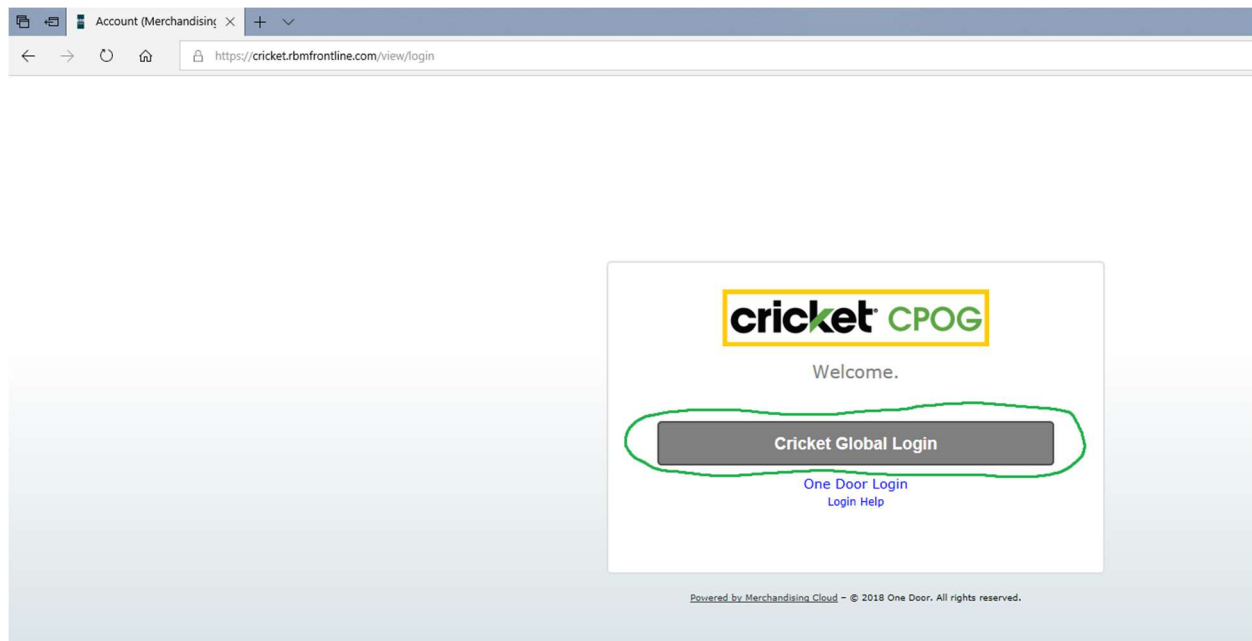 Account (Merchandising
https://cricket.rbmfrontline.com/view/login
cricket CPOG
Welcome.
Cricket Global Login
One Door Login
Login Help
Powered by Merchandising Cloud – © 2018 One Door. All rights reserved.